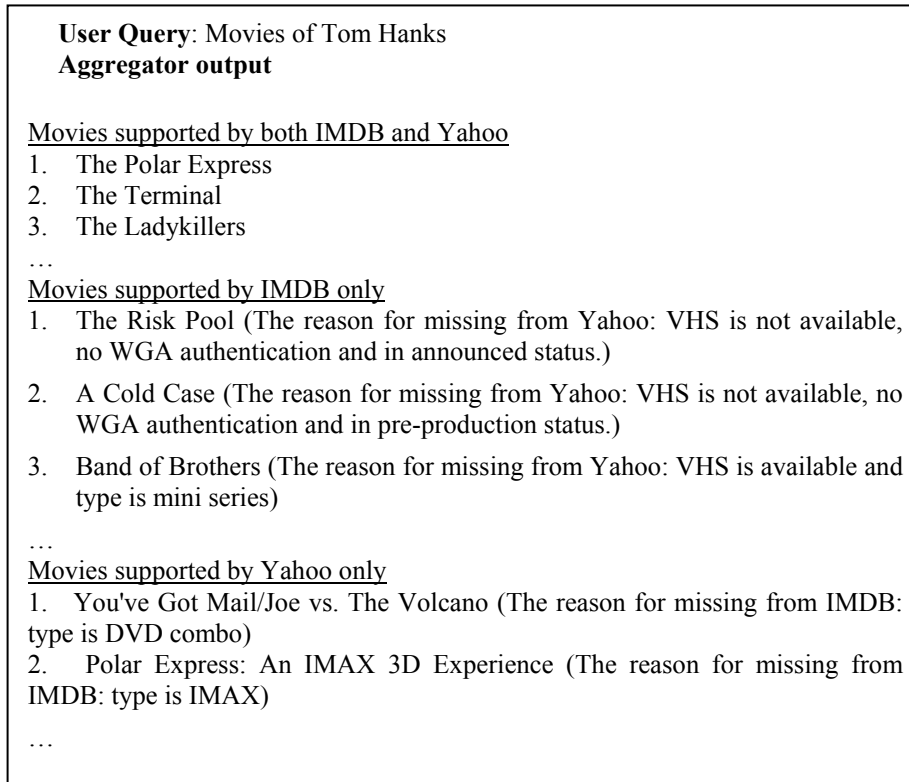 User Query: Movies of Tom Hanks
Aggregator output
Movies supported by both IMDB and Yahoo
1. The Polar Express
2. The Terminal
3. The Ladykillers
…
Movies supported by IMDB only
1. The Risk Pool (The reason for missing from Yahoo: VHS is not available,
no WGA authentication and in announced status.)
2. A Cold Case (The reason for missing from Yahoo: VHS is not available, no
WGA authentication and in pre-production status.)
3. Band of Brothers (The reason for missing from Yahoo: VHS is available and
type is mini series)
…
Movies supported by Yahoo only
1. You've Got Mail/Joe vs. The Volcano (The reason for missing from IMDB:
type is DVD combo)
2. Polar Express: An IMAX 3D Experience (The reason for missing from
IMDB: type is IMAX)
…